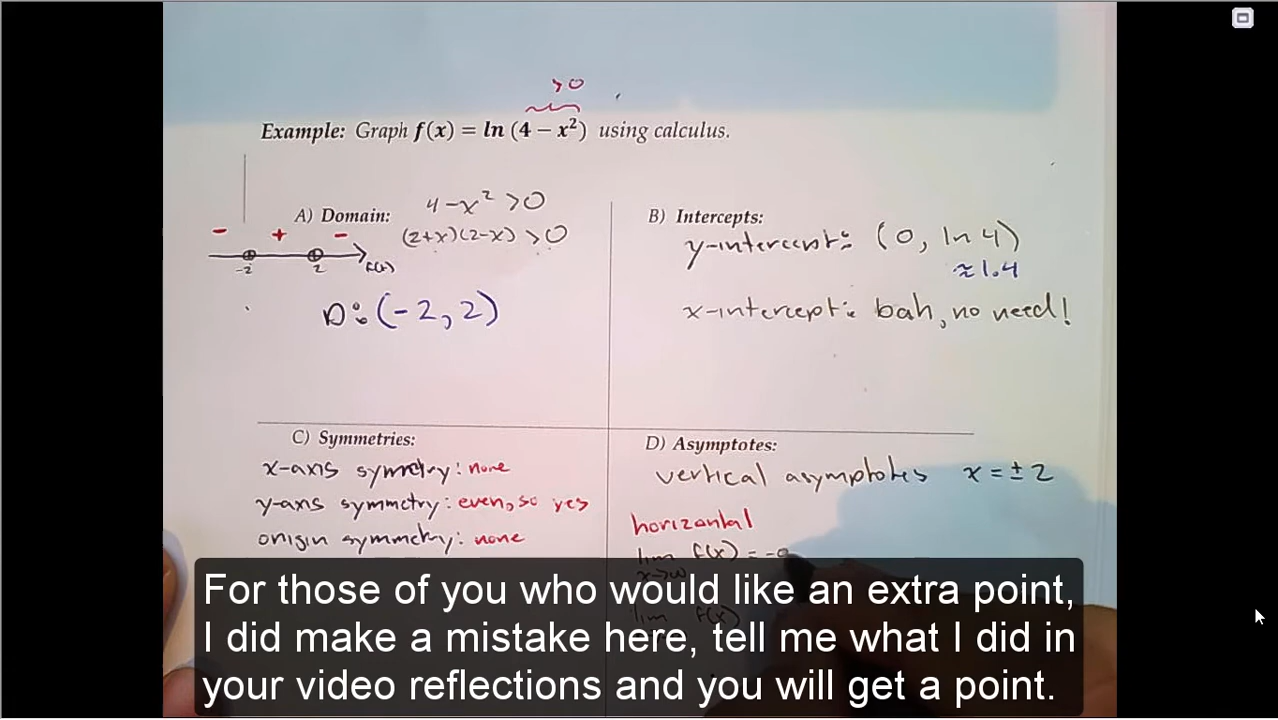 >0
Example: Graph f(x) = ln (4 − x²) using calculus.
A) Domain:
4-x² >0
(2+x)(2-x) >0
- + -
-2 2 f(x)
D: (-2, 2)
B) Intercepts:
y-intercept: (0, ln 4)
≈1.4
x-intercept: bah, no need!
C) Symmetries:
x-axis symmetry: none
y-axis symmetry: even, so yes
origin symmetry: none
D) Asymptotes:
vertical asymptotes x = ± 2
horizontal
lim f(x) = -
x→∞
lim f(x)
For those of you who would like an extra point,
I did make a mistake here, tell me what I did in
your video reflections and you will get a point.